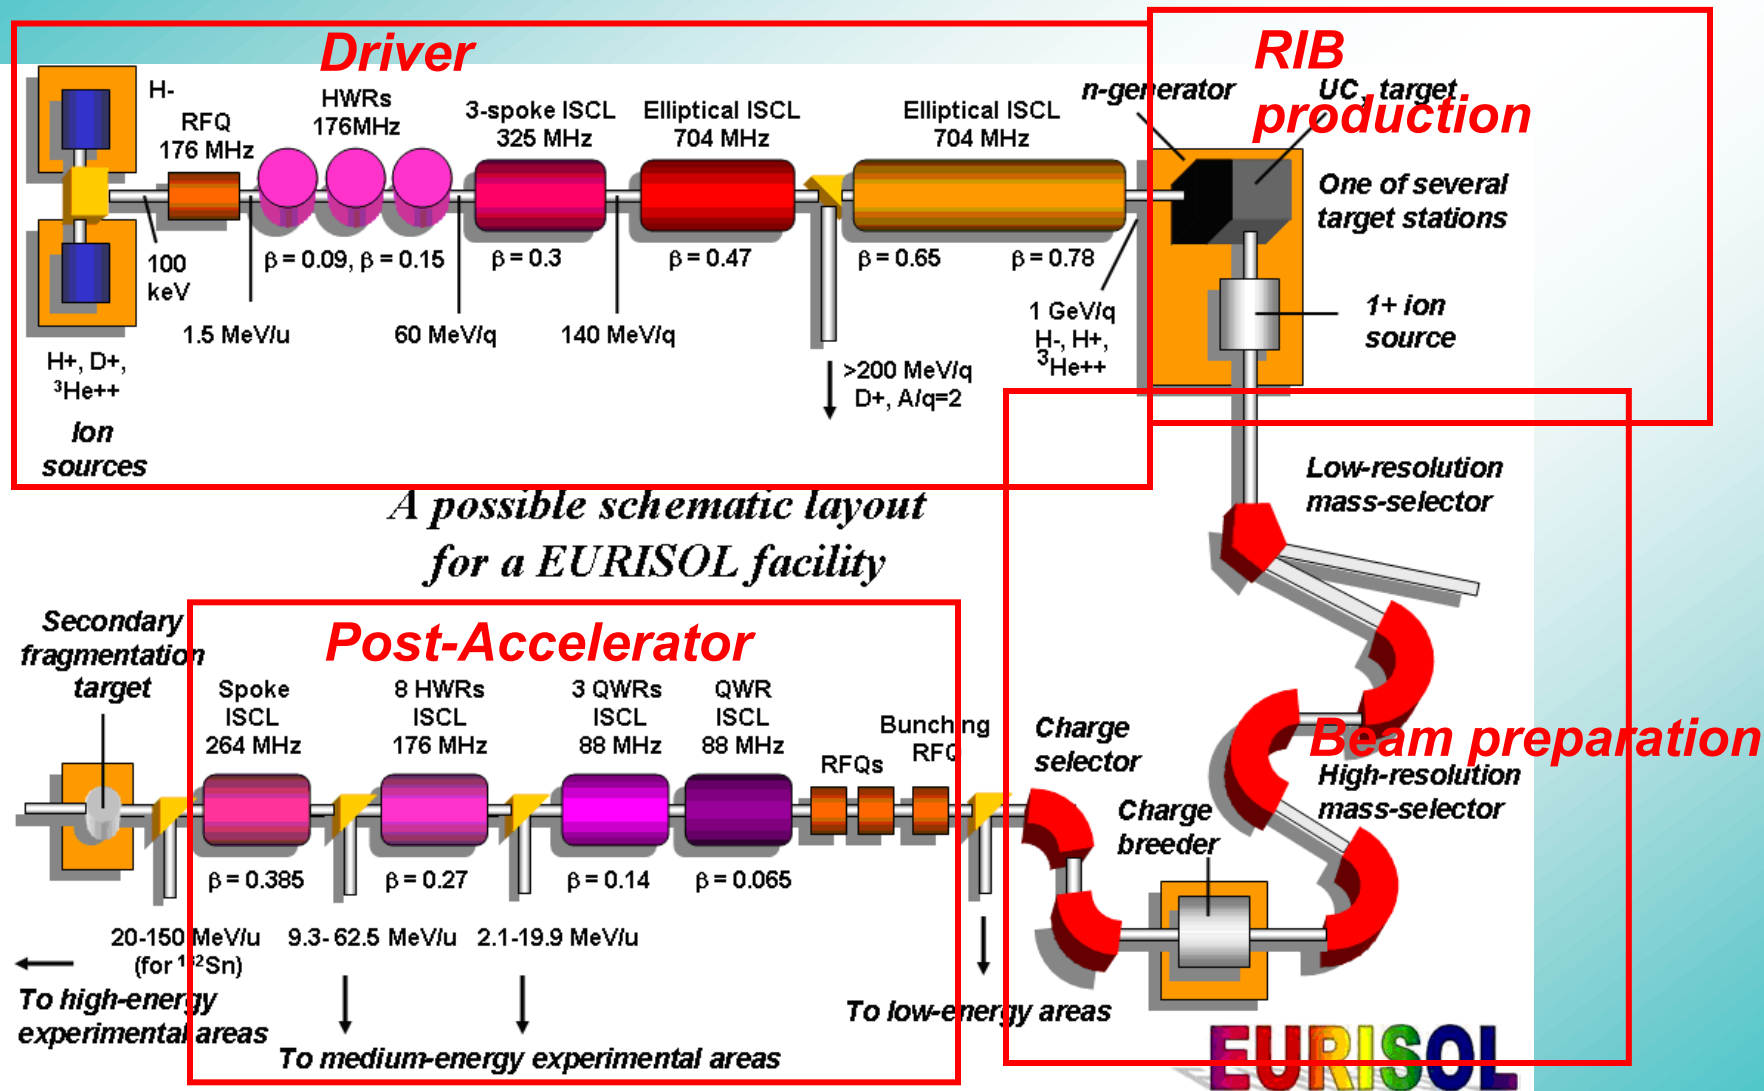 Driver
RIB
production
H-
RFQ
176 MHz
HWRs
176MHz
3-spoke ISCL
325 MHz
Elliptical ISCL
704 MHz
Elliptical ISCL
704 MHz
n-generator
UCx target
One of several
target stations
β = 0.09, β = 0.15
β = 0.3
β = 0.47
β = 0.65
β = 0.78
100
keV
1.5 MeV/u
60 MeV/q
140 MeV/q
1 GeV/q
H-, H+,
³He++
1+ ion
source
H+, D+,
³He++
>200 MeV/q
D+, A/q=2
Ion
sources
Low-resolution
mass-selector
A possible schematic layout
for a EURISOL facility
Secondary
fragmentation
target
Post-Accelerator
Spoke
ISCL
264 MHz
8 HWRs
ISCL
176 MHz
3 QWRs
ISCL
88 MHz
QWR
ISCL
88 MHz
RFQs
Bunching
RFQ
Charge
selector
Beam preparation
High-resolution
mass-selector
Charge
breeder
β = 0.385
β = 0.27
β = 0.14
β = 0.065
20-150 MeV/u
(for ¹³²Sn)
9.3- 62.5 MeV/u
2.1-19.9 MeV/u
To high-energy
experimental areas
To medium-energy experimental areas
To low-energy areas
EURISOL